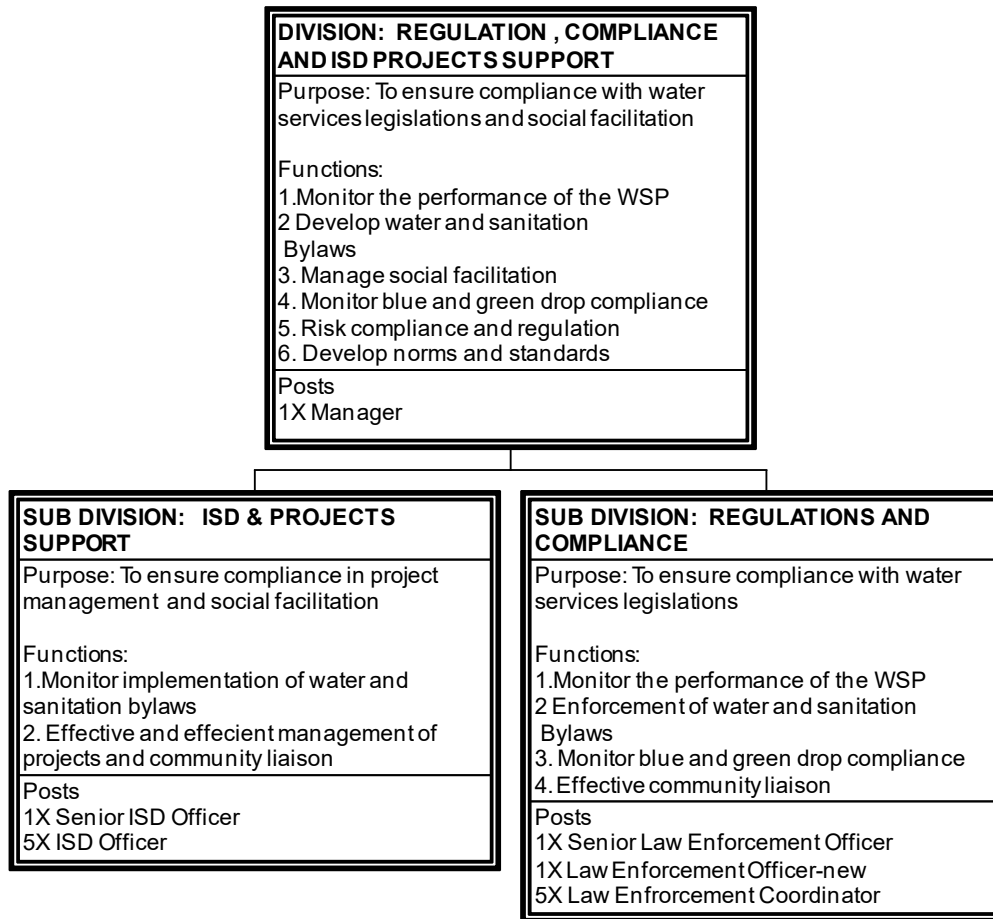 DIVISION: REGULATION , COMPLIANCE
AND ISD PROJECTS SUPPORT
Purpose: To ensure compliance with water
services legislations and social facilitation
Functions:
1.Monitor the performance of the WSP
2 Develop water and sanitation
Bylaws
3. Manage social facilitation
4. Monitor blue and green drop compliance
5. Risk compliance and regulation
6. Develop norms and standards
Posts
1X Manager
SUB DIVISION: ISD & PROJECTS
SUPPORT
Purpose: To ensure compliance in project
management and social facilitation
Functions:
1.Monitor implementation of water and
sanitation bylaws
2. Effective and effecient management of
projects and community liaison
Posts
1X Senior ISD Officer
5X ISD Officer
SUB DIVISION: REGULATIONS AND
COMPLIANCE
Purpose: To ensure compliance with water
services legislations
Functions:
1.Monitor the performance of the WSP
2 Enforcement of water and sanitation
Bylaws
3. Monitor blue and green drop compliance
4. Effective community liaison
Posts
1X Senior Law Enforcement Officer
1X Law Enforcement Officer-new
5X Law Enfrorcement Coordinator